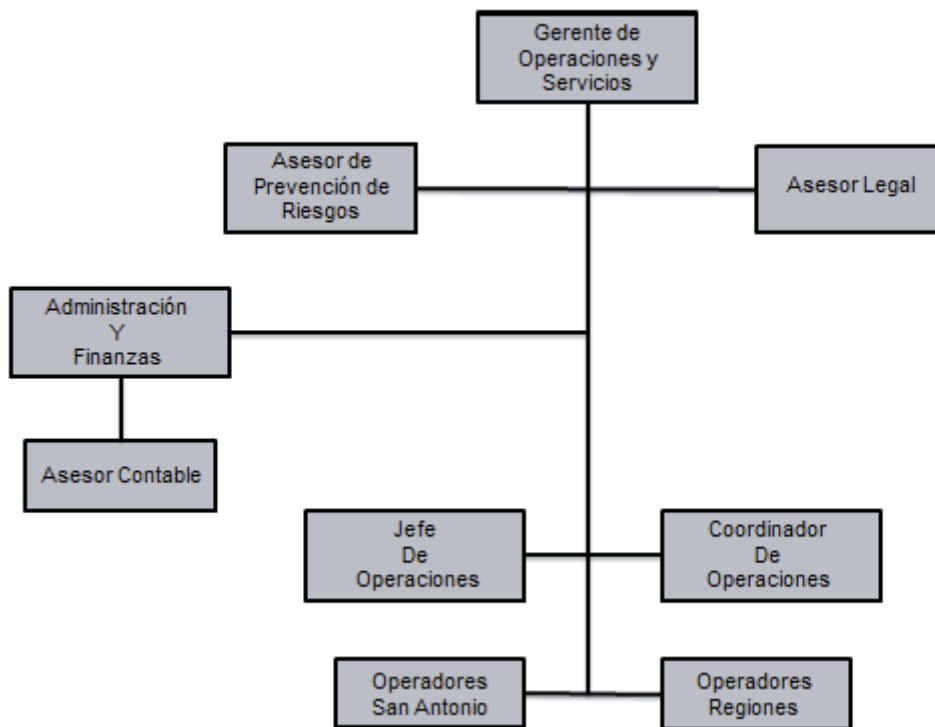 Gerente de
Operaciones y
Servicios
Asesor de
Prevención de
Riesgos
Asesor Legal
Administración
Y
Finanzas
Asesor Contable
Jefe
De
Operaciones
Coordinador
De
Operaciones
Operadores
San Antonio
Operadores
Regiones